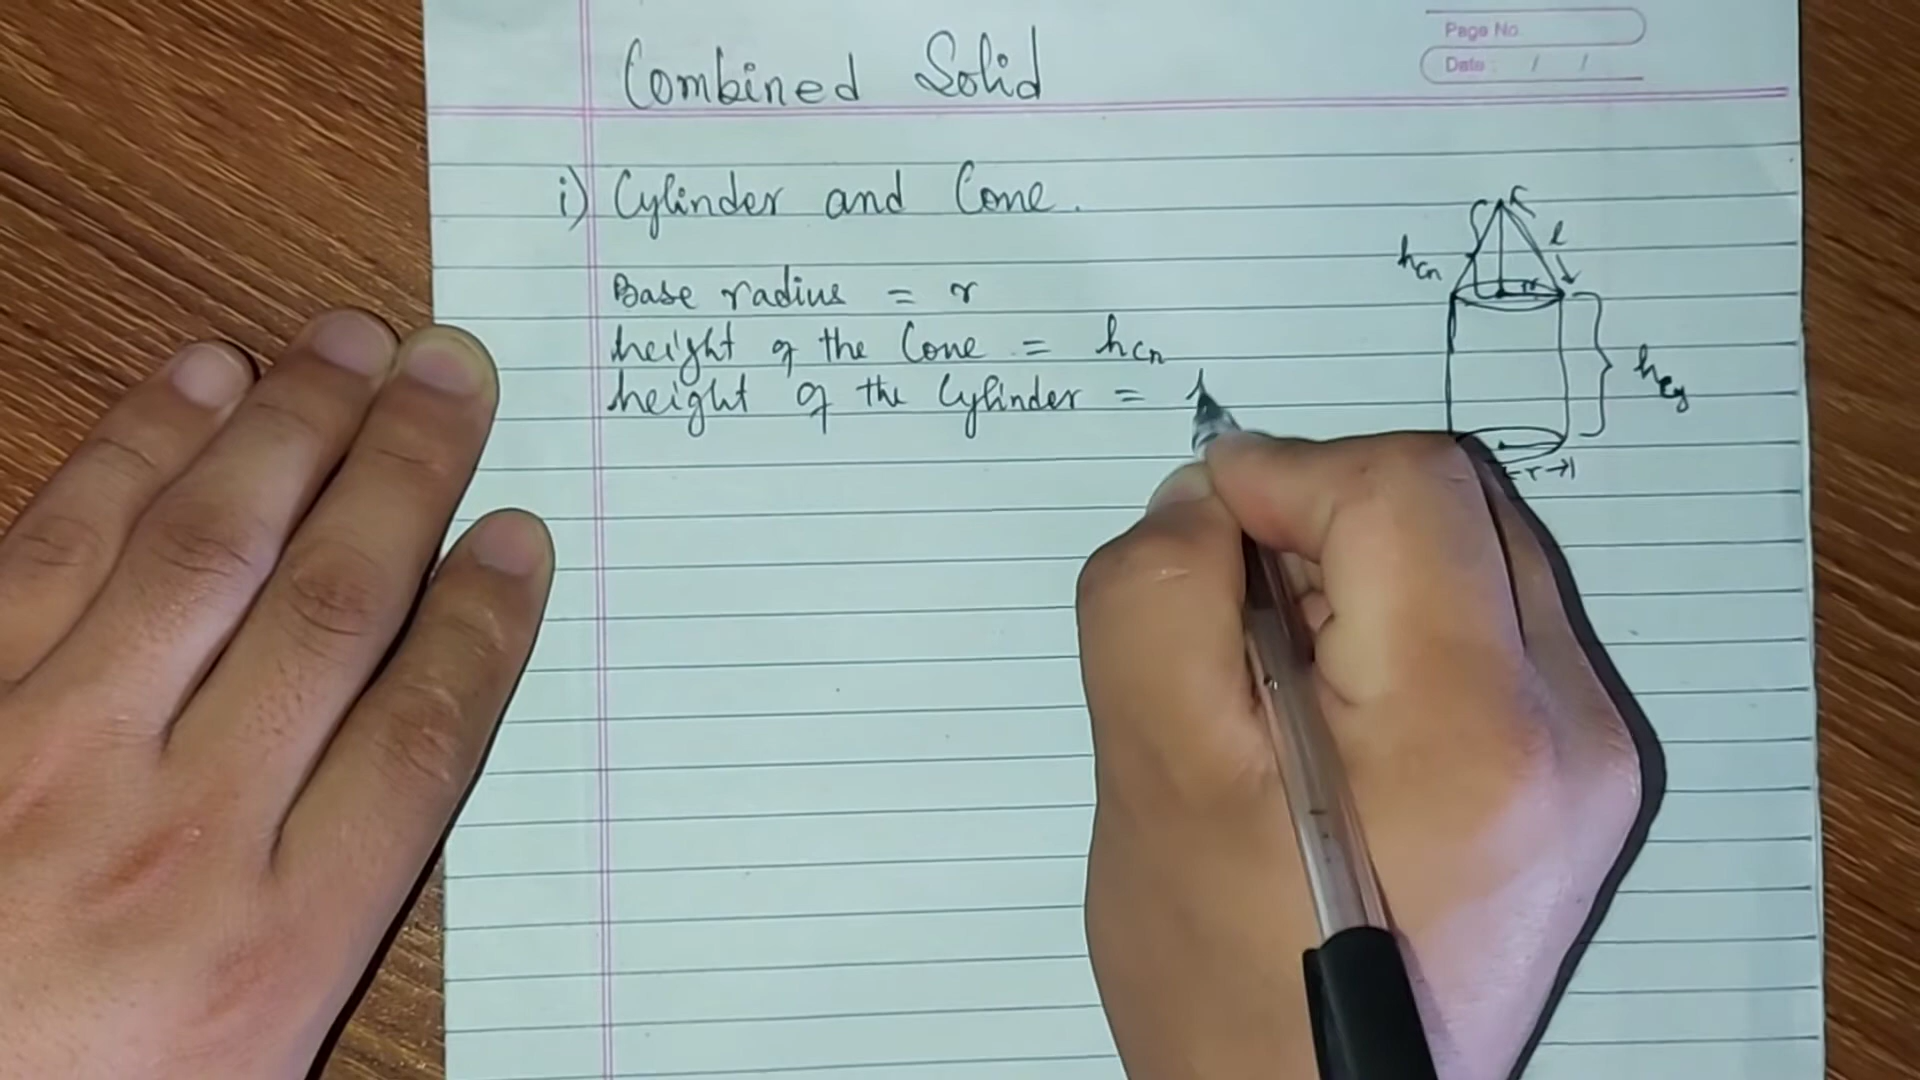 Page No.
Date : / /
Combined Solid
i) Cylinder and Cone.
Base radius = r
height of the Cone = hcn
height of the Cylinder = h
hcn
l
r
hcy
r